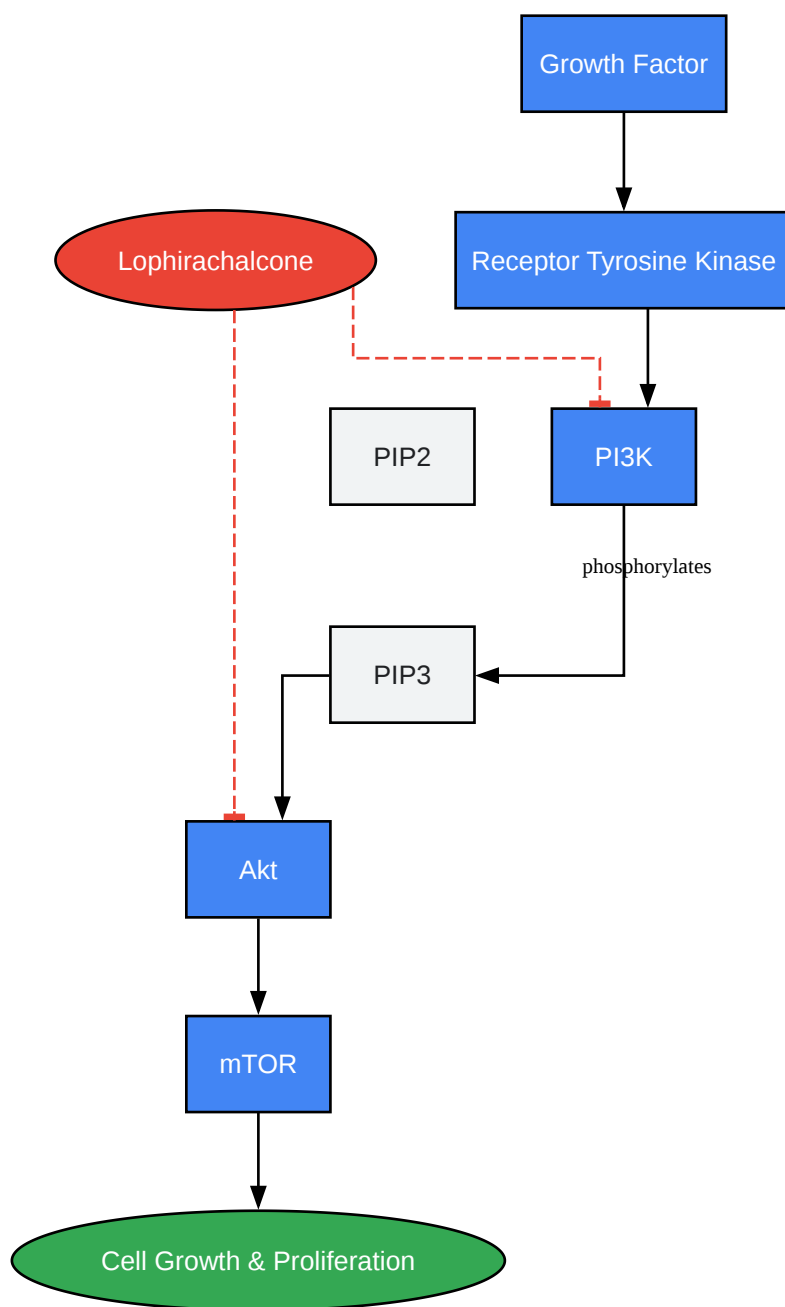 Growth Factor
Lophirachalcone
Receptor Tyrosine Kinase
PIP2
PI3K
phosphorylates
PIP3
Akt
mTOR
Cell Growth & Proliferation